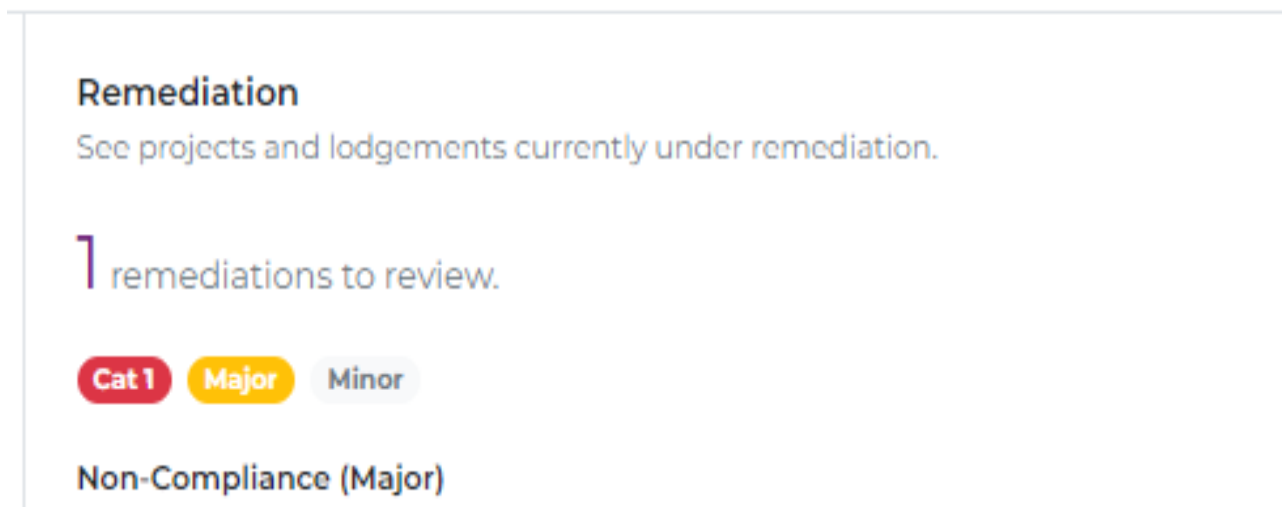 Remediation
See projects and lodgements currently under remediation.
1 remediations to review.
Cat 1 Major Minor
Non-Compliance (Major)